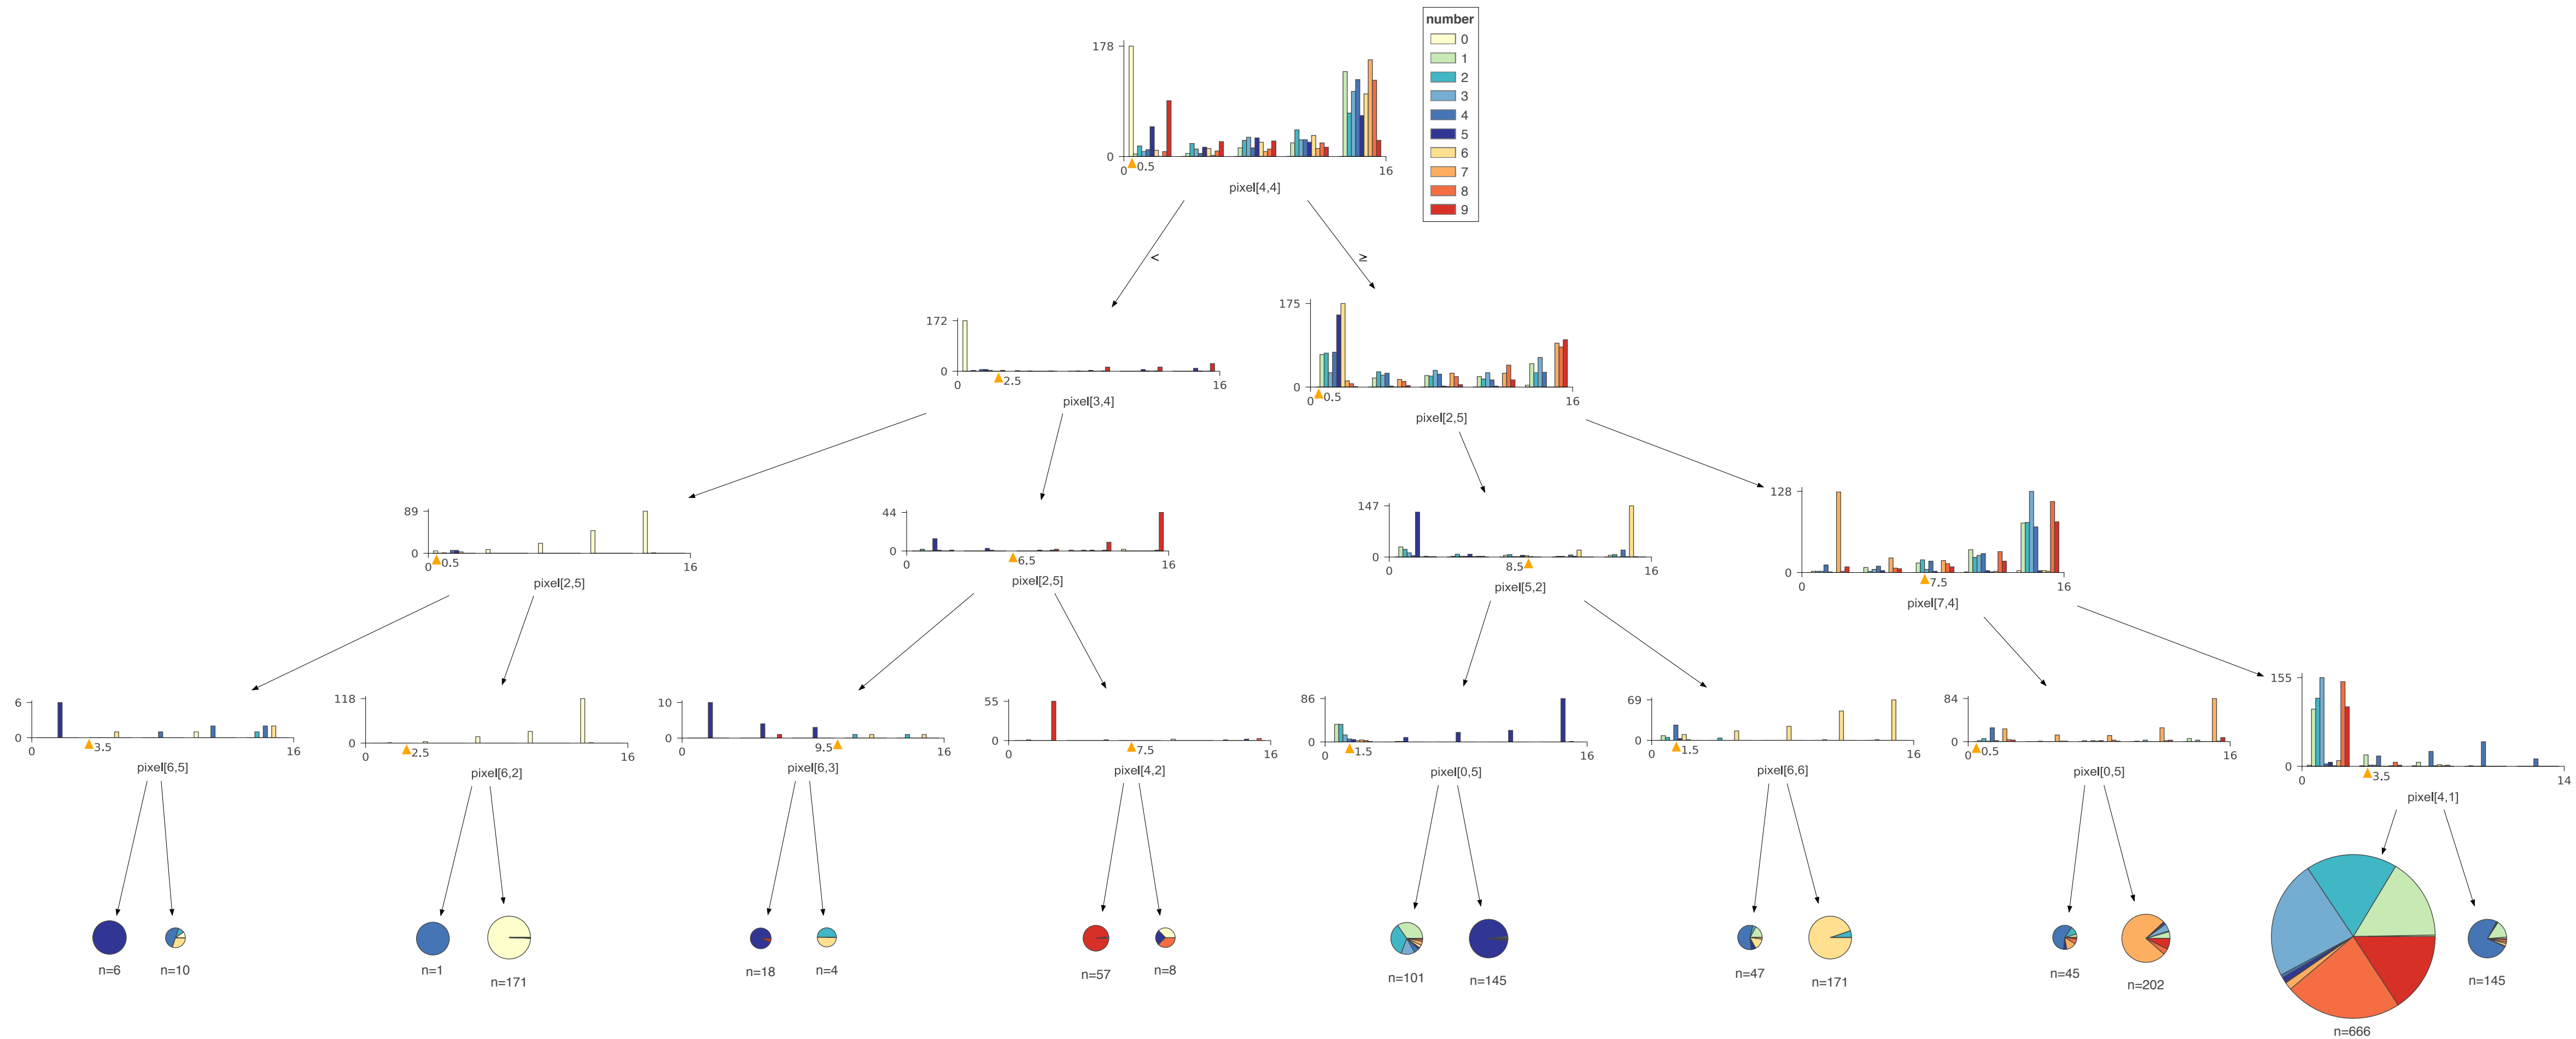 number
0
1
2
3
4
5
6
7
8
9
178
0
0
0.5
16
pixel[4,4]
<
≥
172
0
0
2.5
16
pixel[3,4]
175
0
0
0.5
16
pixel[2,5]
89
0
0
0.5
16
pixel[2,5]
44
0
0
6.5
16
pixel[2,5]
147
0
0
8.5
16
pixel[5,2]
128
0
0
7.5
16
pixel[7,4]
6
0
0
3.5
16
pixel[6,5]
118
0
0
2.5
16
pixel[6,2]
10
0
0
9.5
16
pixel[6,3]
55
0
0
7.5
16
pixel[4,2]
86
0
0
1.5
16
pixel[0,5]
69
0
0
1.5
16
pixel[6,6]
84
0
0
0.5
16
pixel[0,5]
155
0
0
3.5
14
pixel[4,1]
n=6
n=10
n=1
n=171
n=18
n=4
n=57
n=8
n=101
n=145
n=47
n=171
n=45
n=202
n=666
n=145